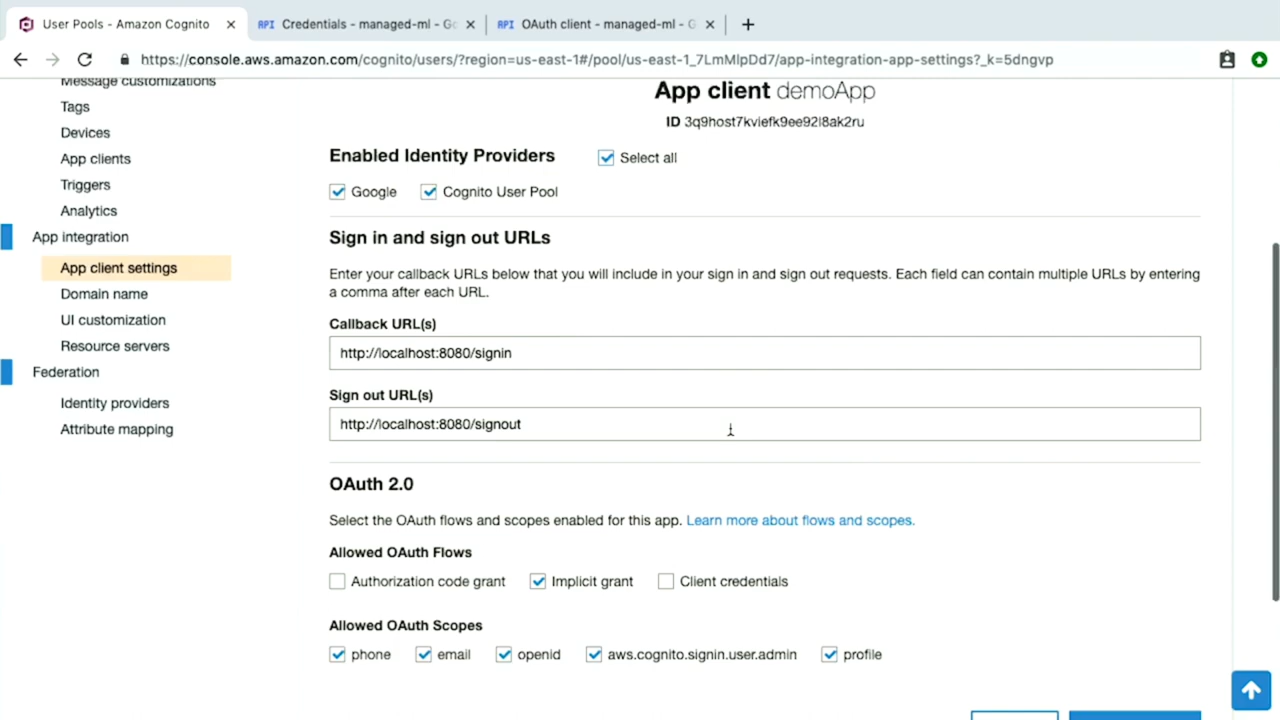 User Pools - Amazon Cognito
API Credentials - managed-ml - Go
API OAuth client - managed-ml - G
https://console.aws.amazon.com/cognito/users/?region=us-east-1#/pool/us-east-1_7LmMlpDd7/app-integration-app-settings?_k=5dngvp
Message customizations
Tags
Devices
App clients
Triggers
Analytics
App integration
App client settings
Domain name
UI customization
Resource servers
Federation
Identity providers
Attribute mapping
App client demoApp
ID 3q9host7kviefk9ee92l8ak2ru
Enabled Identity Providers
Select all
Google
Cognito User Pool
Sign in and sign out URLs
Enter your callback URLs below that you will include in your sign in and sign out requests. Each field can contain multiple URLs by entering
a comma after each URL.
Callback URL(s)
http://localhost:8080/signin
Sign out URL(s)
http://localhost:8080/signout
OAuth 2.0
Select the OAuth flows and scopes enabled for this app. Learn more about flows and scopes.
Allowed OAuth Flows
Authorization code grant
Implicit grant
Client credentials
Allowed OAuth Scopes
phone
email
openid
aws.cognito.signin.user.admin
profile